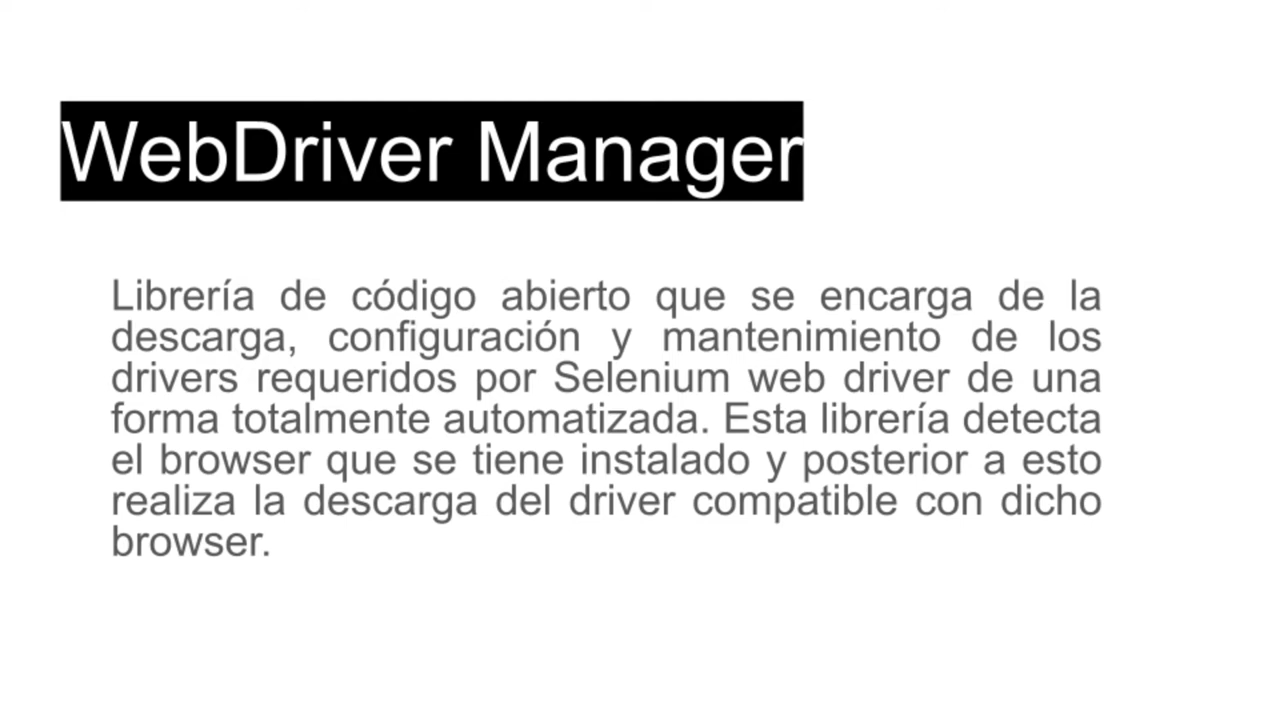 WebDriver Manager
Librería de código abierto que se encarga de la
descarga, configuración y mantenimiento de los
drivers requeridos por Selenium web driver de una
forma totalmente automatizada. Esta librería detecta
el browser que se tiene instalado y posterior a esto
realiza la descarga del driver compatible con dicho
browser.